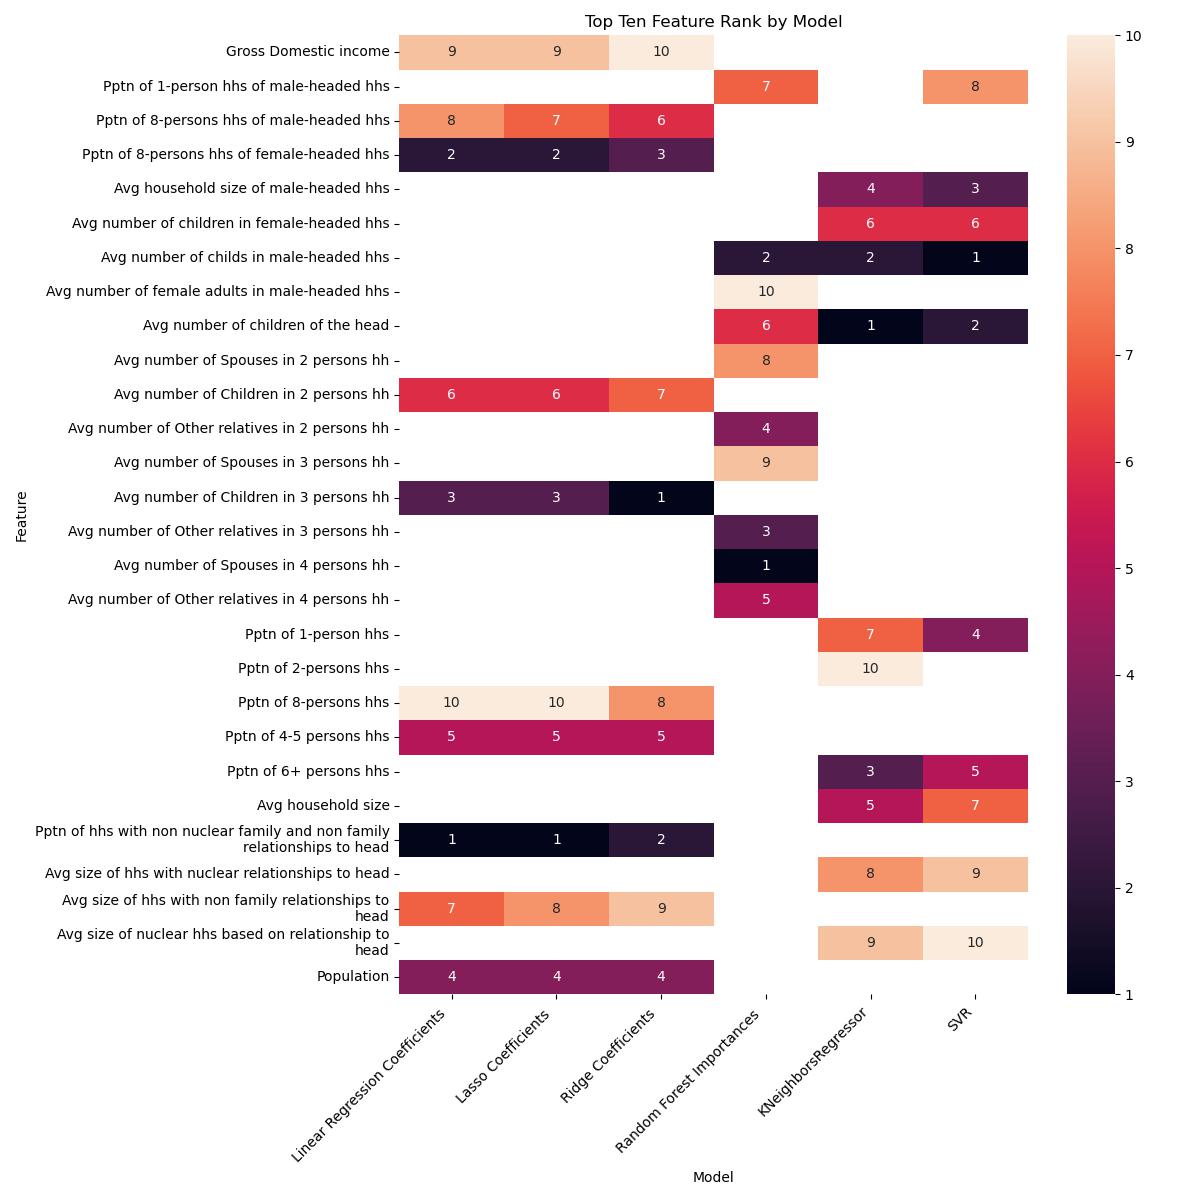 Top Ten Feature Rank by Model
Gross Domestic income 9 9 10
Pptn of 1-person hhs of male-headed hhs 7 8
Pptn of 8-persons hhs of male-headed hhs 8 7 6
Pptn of 8-persons hhs of female-headed hhs 2 2 3
Avg household size of male-headed hhs 4 3
Avg number of children in female-headed hhs 6 6
Avg number of childs in male-headed hhs 2 2 1
Avg number of female adults in male-headed hhs 10
Avg number of children of the head 6 1 2
Avg number of Spouses in 2 persons hh 8
Avg number of Children in 2 persons hh 6 6 7
Avg number of Other relatives in 2 persons hh 4
Avg number of Spouses in 3 persons hh 9
Avg number of Children in 3 persons hh 3 3 1
Avg number of Other relatives in 3 persons hh 3
Avg number of Spouses in 4 persons hh 1
Avg number of Other relatives in 4 persons hh 5
Pptn of 1-person hhs 7 4
Pptn of 2-persons hhs 10
Pptn of 8-persons hhs 10 10 8
Pptn of 4-5 persons hhs 5 5 5
Pptn of 6+ persons hhs 3 5
Avg household size 5 7
Pptn of hhs with non nuclear family and non family
relationships to head 1 1 2
Avg size of hhs with nuclear relationships to head 8 9
Avg size of hhs with non family relationships to
head 7 8 9
Avg size of nuclear hhs based on relationship to
head 9 10
Population 4 4 4
Feature
Linear Regression Coefficients
Lasso Coefficients
Ridge Coefficients
Random Forest Importances
KNeighborsRegressor
SVR
Model
10
9
8
7
6
5
4
3
2
1